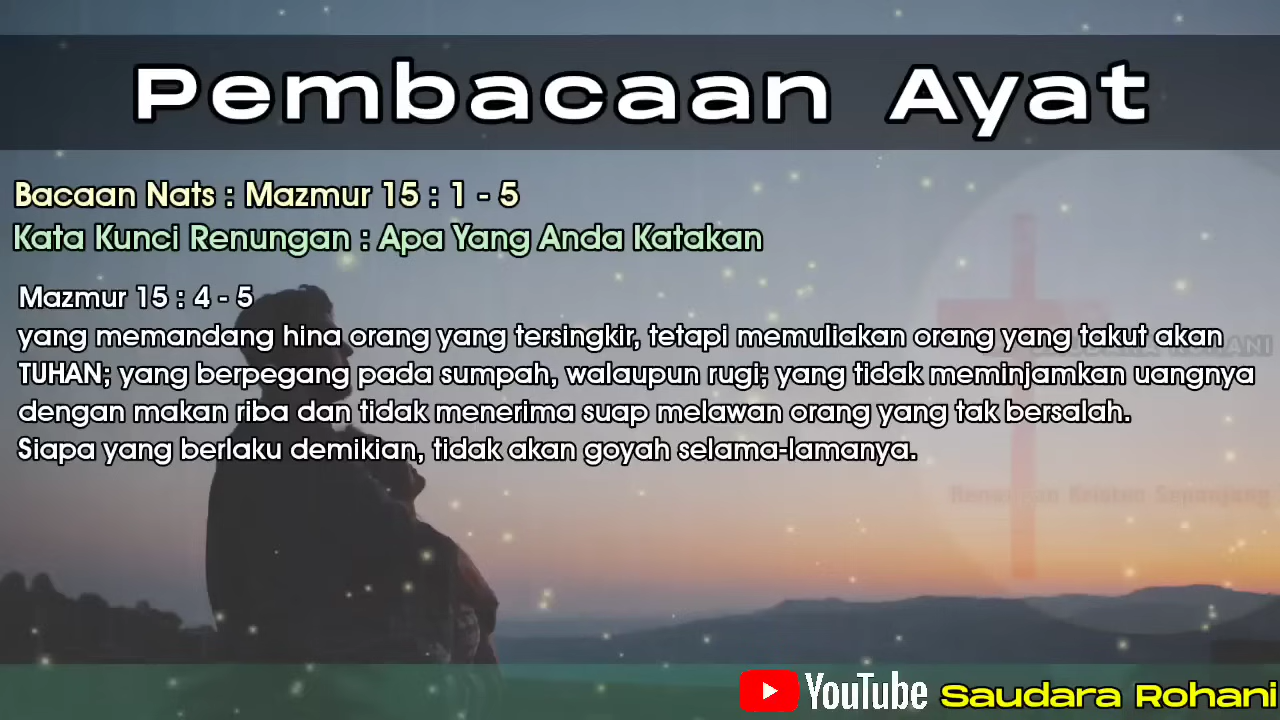 Pembacaan Ayat
Bacaan Nats : Mazmur 15 : 1 - 5
Kata Kunci Renungan : Apa Yang Anda Katakan
Mazmur 15 : 4 - 5
yang memandang hina orang yang tersingkir, tetapi memuliakan orang yang takut akan
TUHAN; yang berpegang pada sumpah, walaupun rugi; yang tidak meminjamkan uangnya
dengan makan riba dan tidak menerima suap melawan orang yang tak bersalah.
Siapa yang berlaku demikian, tidak akan goyah selama-lamanya.
YouTube Saudara Rohani